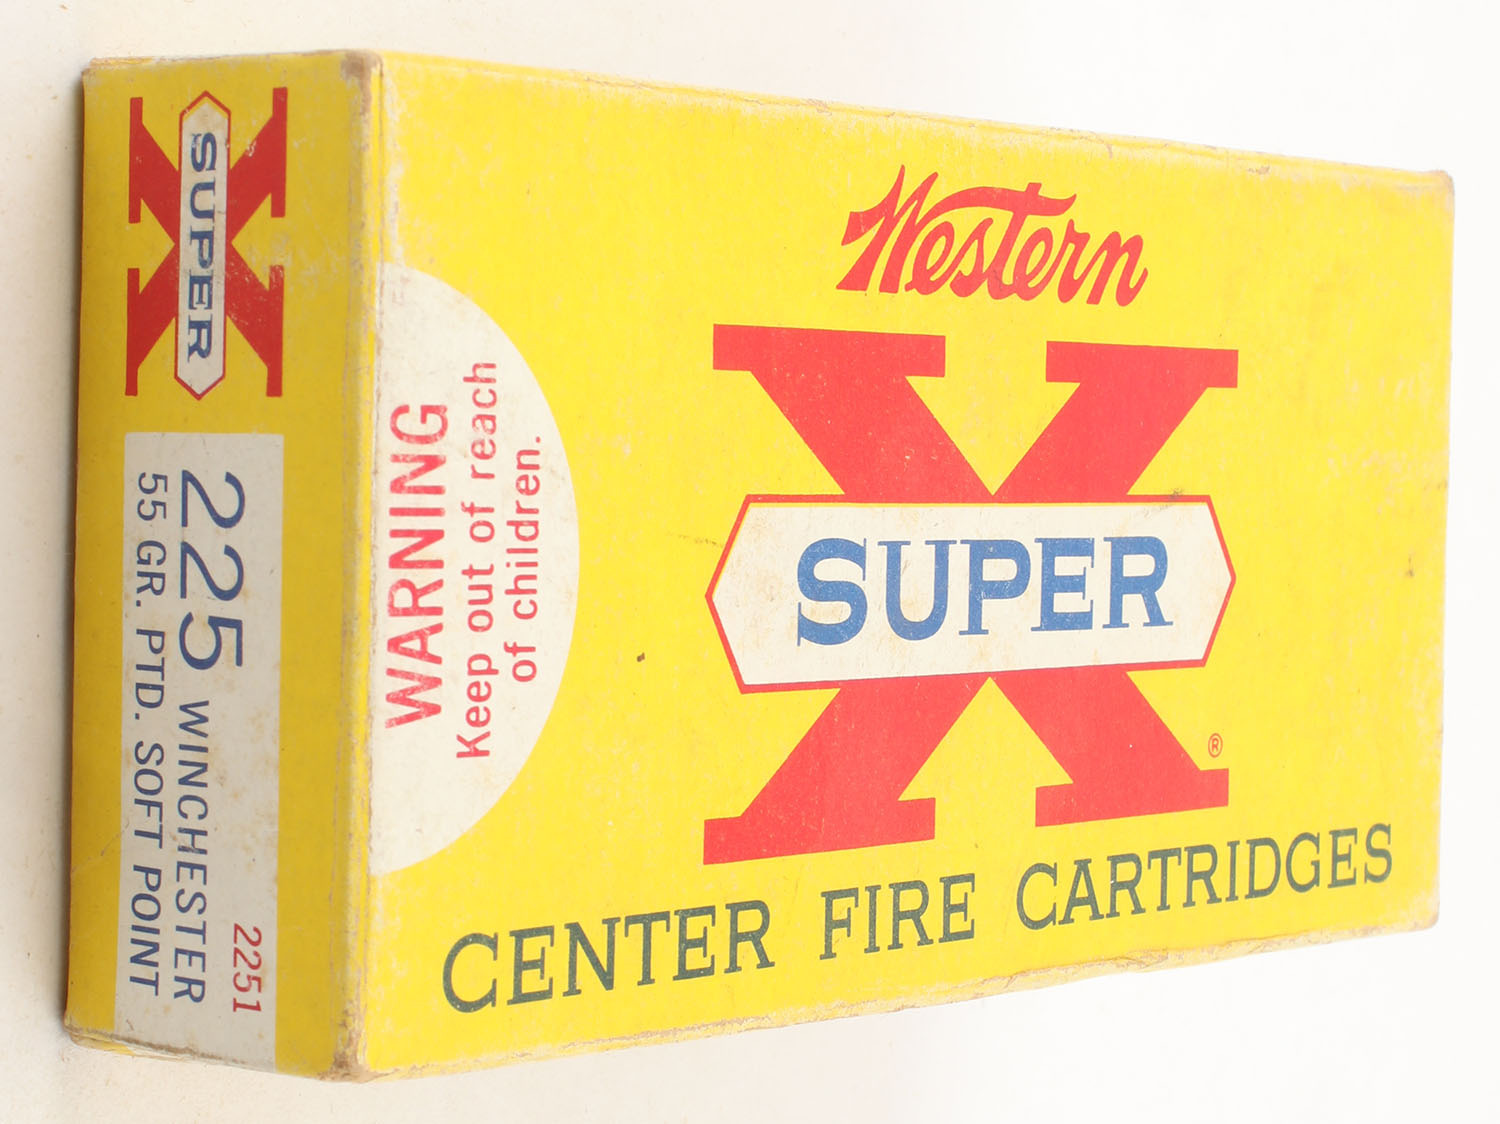 Western
X
SUPER
®
CENTER FIRE CARTRIDGES
WARNING
Keep out of reach
of children.
X
SUPER
2251
225 WINCHESTER
55 GR. PTD. SOFT POINT